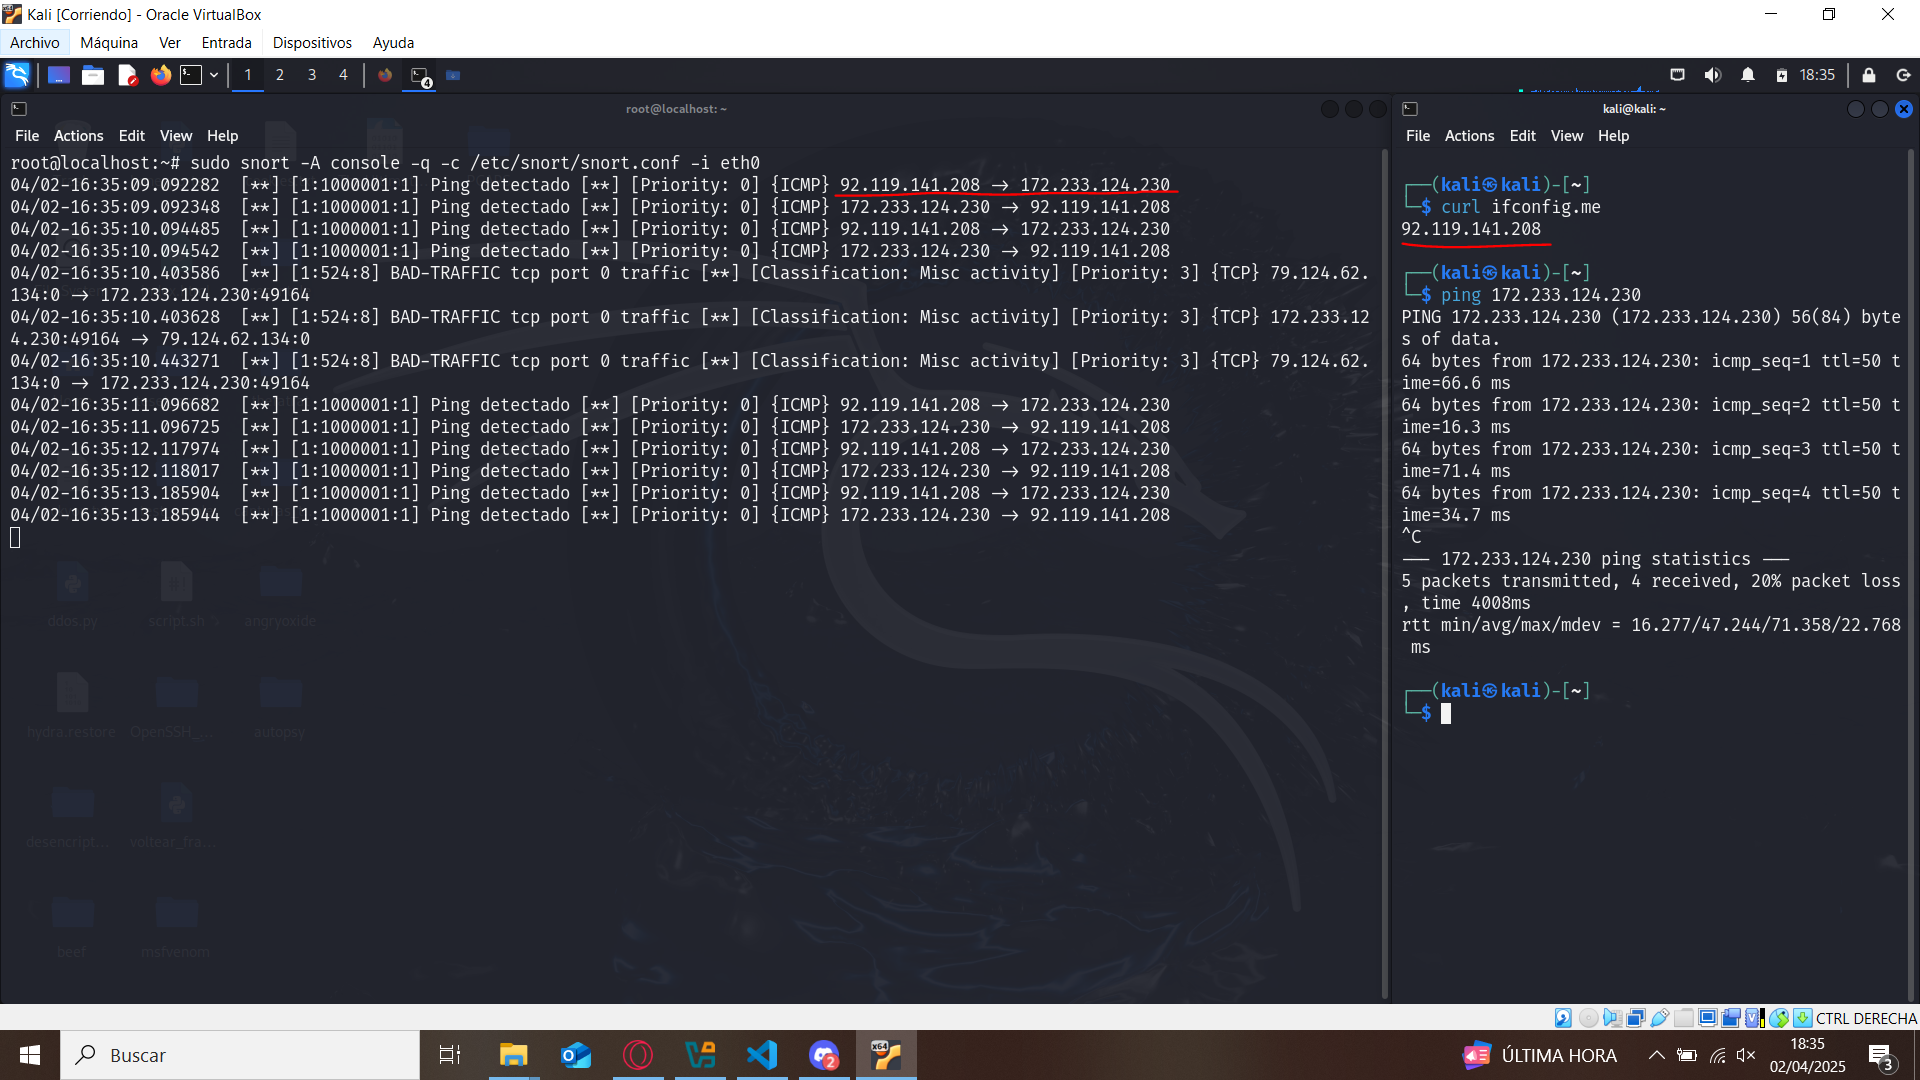 Kali [Corriendo] - Oracle VirtualBox
Archivo Máquina Ver Entrada Dispositivos Ayuda
1 2 3 4 4 18:35
root@localhost: ~
File Actions Edit View Help
root@localhost:~# sudo snort -A console -q -c /etc/snort/snort.conf -i eth0
04/02-16:35:09.092282 [**] [1:1000001:1] Ping detectado [**] [Priority: 0] {ICMP} 92.119.141.208 -> 172.233.124.230
04/02-16:35:09.092348 [**] [1:1000001:1] Ping detectado [**] [Priority: 0] {ICMP} 172.233.124.230 -> 92.119.141.208
04/02-16:35:10.094485 [**] [1:1000001:1] Ping detectado [**] [Priority: 0] {ICMP} 92.119.141.208 -> 172.233.124.230
04/02-16:35:10.094542 [**] [1:1000001:1] Ping detectado [**] [Priority: 0] {ICMP} 172.233.124.230 -> 92.119.141.208
04/02-16:35:10.403586 [**] [1:524:8] BAD-TRAFFIC tcp port 0 traffic [**] [Classification: Misc activity] [Priority: 3] {TCP} 79.124.62.
134:0 -> 172.233.124.230:49164
04/02-16:35:10.403628 [**] [1:524:8] BAD-TRAFFIC tcp port 0 traffic [**] [Classification: Misc activity] [Priority: 3] {TCP} 172.233.12
4.230:49164 -> 79.124.62.134:0
04/02-16:35:10.443271 [**] [1:524:8] BAD-TRAFFIC tcp port 0 traffic [**] [Classification: Misc activity] [Priority: 3] {TCP} 79.124.62.
134:0 -> 172.233.124.230:49164
04/02-16:35:11.096682 [**] [1:1000001:1] Ping detectado [**] [Priority: 0] {ICMP} 92.119.141.208 -> 172.233.124.230
04/02-16:35:11.096725 [**] [1:1000001:1] Ping detectado [**] [Priority: 0] {ICMP} 172.233.124.230 -> 92.119.141.208
04/02-16:35:12.117974 [**] [1:1000001:1] Ping detectado [**] [Priority: 0] {ICMP} 92.119.141.208 -> 172.233.124.230
04/02-16:35:12.118017 [**] [1:1000001:1] Ping detectado [**] [Priority: 0] {ICMP} 172.233.124.230 -> 92.119.141.208
04/02-16:35:13.185904 [**] [1:1000001:1] Ping detectado [**] [Priority: 0] {ICMP} 92.119.141.208 -> 172.233.124.230
04/02-16:35:13.185944 [**] [1:1000001:1] Ping detectado [**] [Priority: 0] {ICMP} 172.233.124.230 -> 92.119.141.208
ddos.py script.sh angryoxide
hydra.restore OpenSSH_... autopsy
desencript... voltear_fra...
beef msfvenom
kali@kali: ~
File Actions Edit View Help
┌──(kali㉿kali)-[~]
└─$ curl ifconfig.me
92.119.141.208
┌──(kali㉿kali)-[~]
└─$ ping 172.233.124.230
PING 172.233.124.230 (172.233.124.230) 56(84) byte
s of data.
64 bytes from 172.233.124.230: icmp_seq=1 ttl=50 t
ime=66.6 ms
64 bytes from 172.233.124.230: icmp_seq=2 ttl=50 t
ime=16.3 ms
64 bytes from 172.233.124.230: icmp_seq=3 ttl=50 t
ime=71.4 ms
64 bytes from 172.233.124.230: icmp_seq=4 ttl=50 t
ime=34.7 ms
^C
--- 172.233.124.230 ping statistics ---
5 packets transmitted, 4 received, 20% packet loss
, time 4008ms
rtt min/avg/max/mdev = 16.277/47.244/71.358/22.768
ms
┌──(kali㉿kali)-[~]
└─$
CTRL DERECHA
Buscar
x64
2
ÚLTIMA HORA
18:35
02/04/2025
3